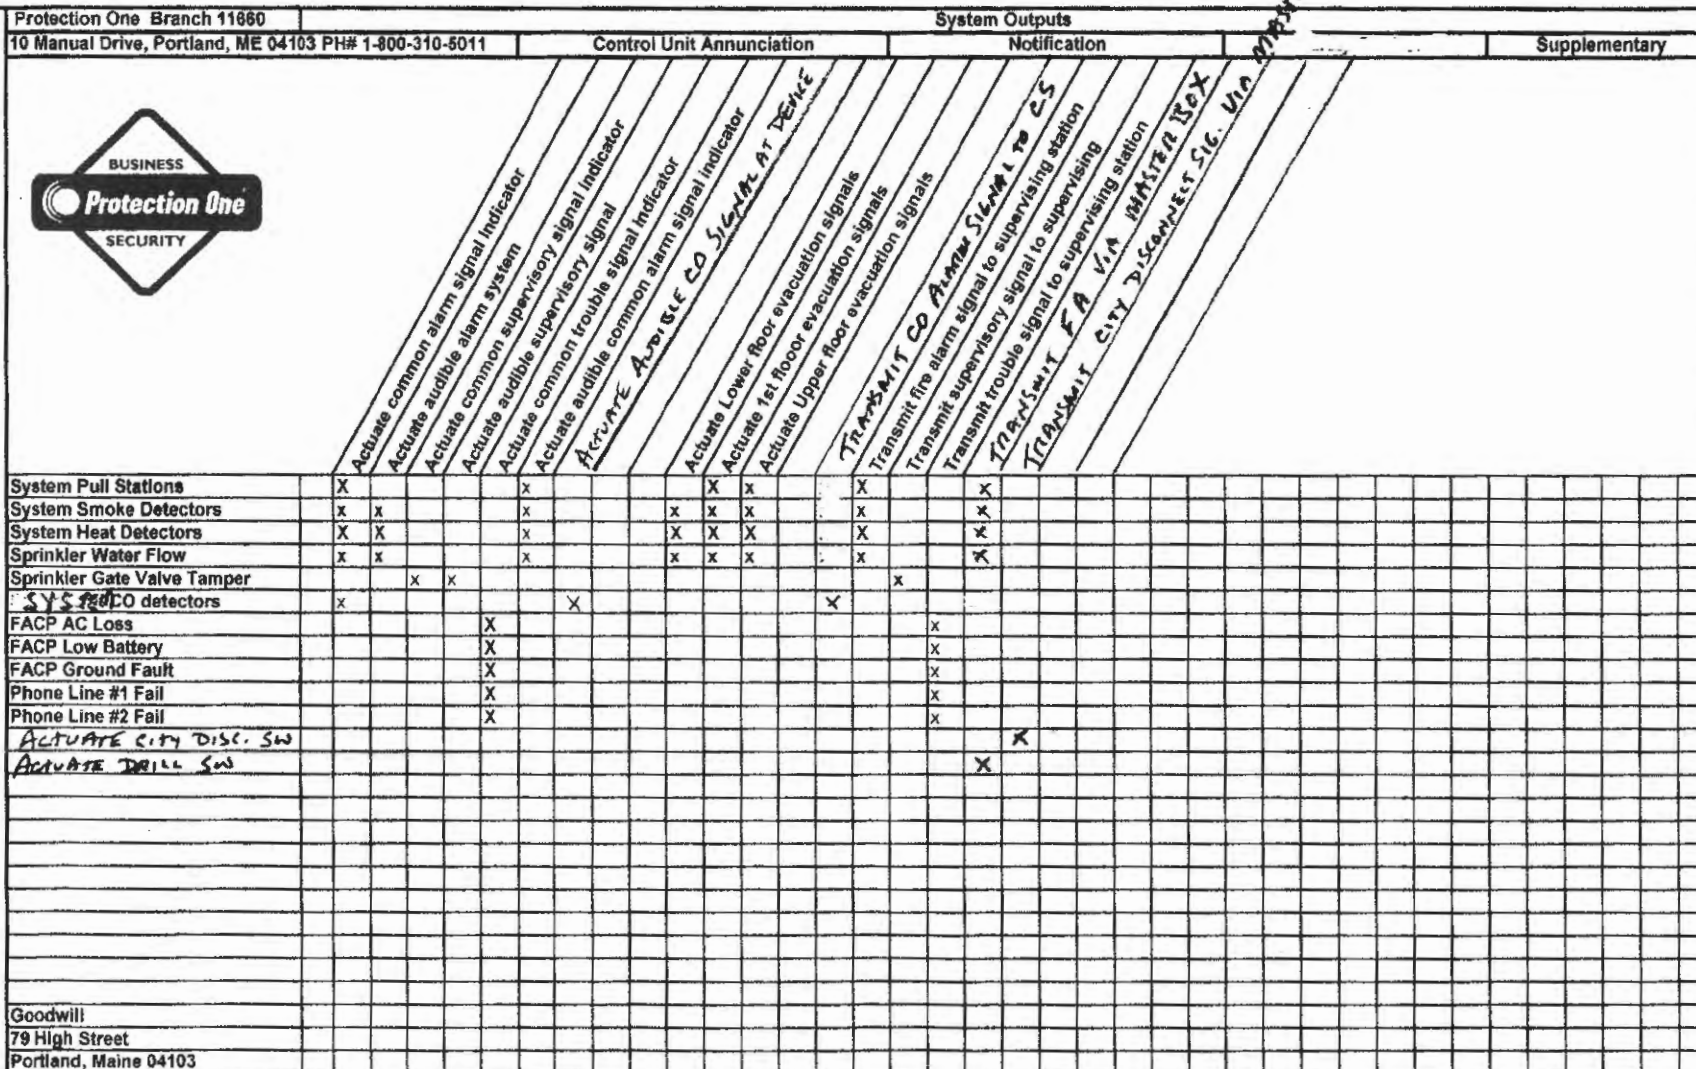 Protection One Branch 11660
System Outputs
10 Manual Drive, Portland, ME 04103 PH# 1-800-310-5011
Control Unit Annunciation
Notification
Supplementary
BUSINESS
Protection One
SECURITY
Actuate common alarm signal Indicator
Actuate audible alarm system
Actuate common supervisory signal Indicator
Actuate audible supervisory signal
Actuate common trouble signal Indicator
Actuate audible common alarm signal indicator
ACTUATE AUDIBLE CO SIGNAL AT DEVICE
Actuate Lower floor evacuation signals
Actuate 1st flooor evacuation signals
Actuate Upper floor evacuation signals
TRANSMIT CO ALARM SIGNAL TO CS
Transmit fire alarm signal to supervising station
Transmit supervisory signal to supervising
Transmit trouble signal to supervising station
TRANSMIT FA VIA MASTER BOX
TRANSMIT CITY DISCONNECT SIG. VIA
System Pull Stations X x X x X x
System Smoke Detectors x x x x x x x x
System Heat Detectors X X x X X X X x
Sprinkler Water Flow x x x x x x x x
Sprinkler Gate Valve Tamper x x x
SYSTEM CO detectors x x x
FACP AC Loss X x
FACP Low Battery X x
FACP Ground Fault X x
Phone Line #1 Fail X x
Phone Line #2 Fail X x
ACTUATE CITY DISC. SW X
ACTUATE DRILL SW X
Goodwill
79 High Street
Portland, Maine 04103